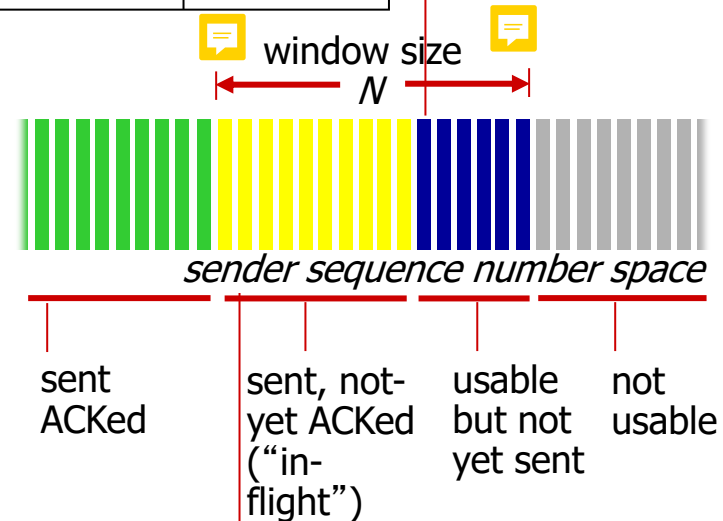 window size
N
sender sequence number space
sent
ACKed
sent, not-
yet ACKed
(“in-
flight”)
usable
but not
yet sent
not
usable